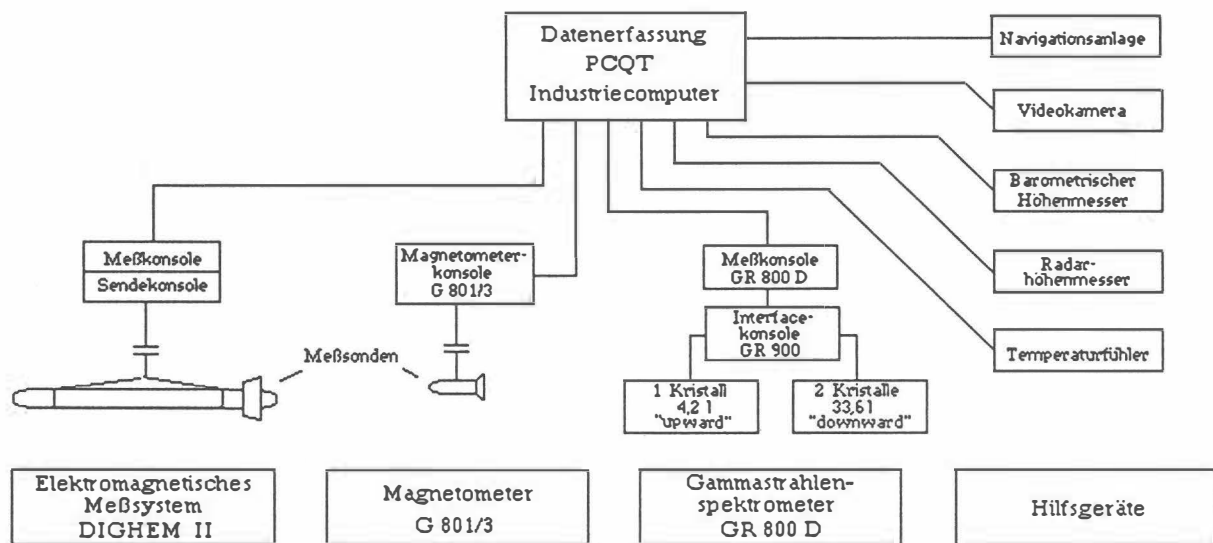 Datenerfassung
PCQT
Industriecomputer
Navigationsanlage
Videokamera
Barometrischer
Höhenmesser
Radar-
höhenmesser
Temperaturfühler
Meßkonsole
Sendekonsole
Magnetometer-
konsole
G 801/3
Meßkonsole
GR 800 D
Interface-
konsole
GR 900
Meßsonden
1 Kristall
4,2 l
"upward"
2 Kristalle
33,6 l
"downward"
Elektromagnetisches
Meßsystem
DIGHEM II
Magnetometer
G 801/3
Gammastrahlen-
spektrometer
GR 800 D
Hilfsgeräte